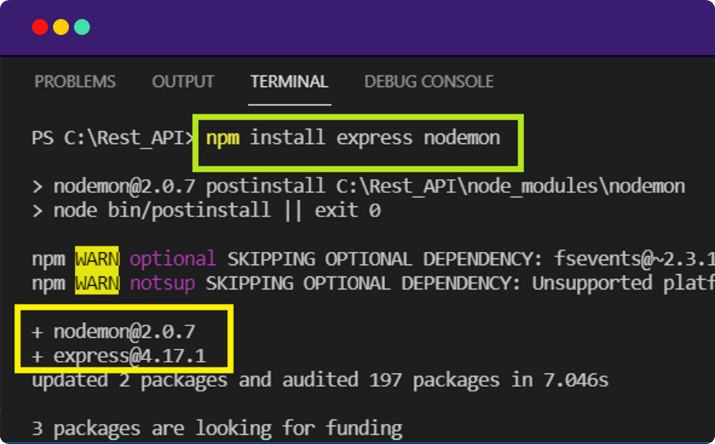 PROBLEMS OUTPUT TERMINAL DEBUG CONSOLE
PS C:\Rest_API> npm install express nodemon
> nodemon@2.0.7 postinstall C:\Rest_API\node_modules\nodemon
> node bin/postinstall || exit 0
npm WARN optional SKIPPING OPTIONAL DEPENDENCY: fsevents@~2.3.1
npm WARN notsup SKIPPING OPTIONAL DEPENDENCY: Unsupported platf
+ nodemon@2.0.7
+ express@4.17.1
updated 2 packages and audited 197 packages in 7.046s
3 packages are looking for funding